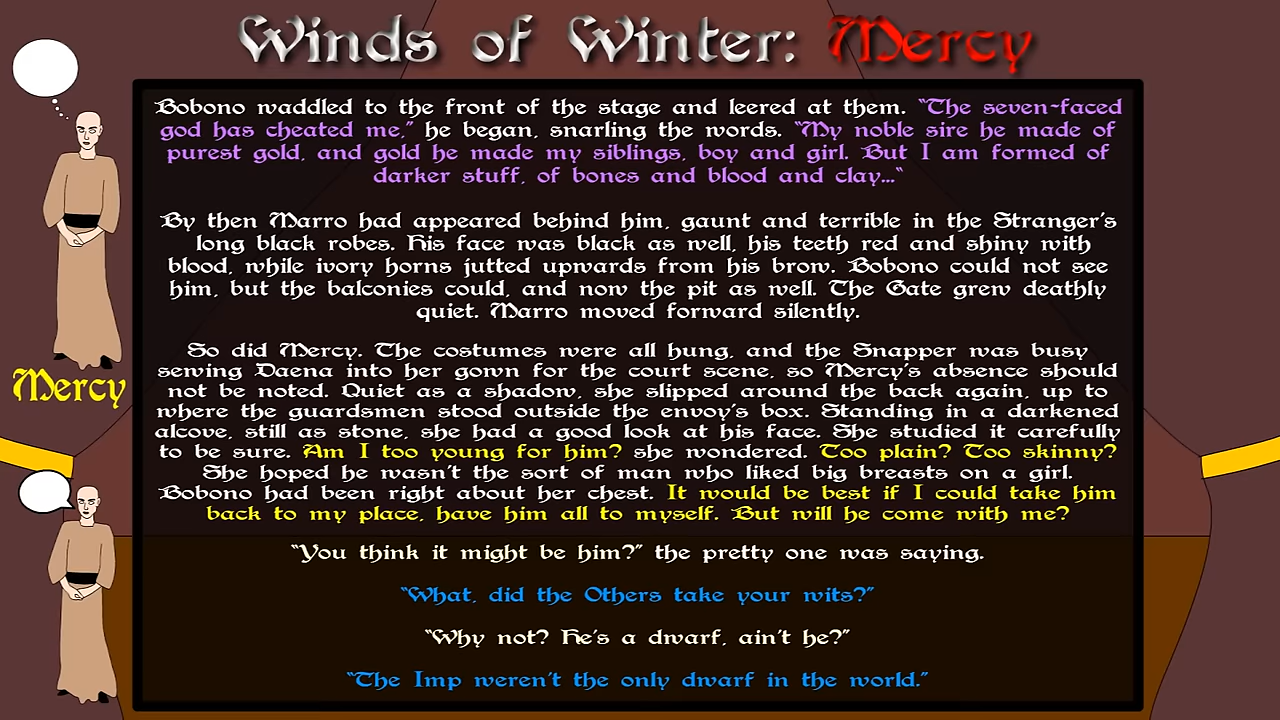 Winds of Winter: Mercy
Bobono waddled to the front of the stage and leered at them. "The seven-faced
god has cheated me," he began, snarling the words. "My noble sire he made of
purest gold, and gold he made my siblings, boy and girl. But I am formed of
darker stuff, of bones and blood and clay..."
By then Marro had appeared behind him, gaunt and terrible in the Stranger's
long black robes. His face was black as well, his teeth red and shiny with
blood, while ivory horns jutted upwards from his brow. Bobono could not see
him, but the balconies could, and now the pit as well. The Gate grew deathly
quiet. Marro moved forward silently.
So did Mercy. The costumes were all hung, and the Snapper was busy
sewing Daena into her gown for the court scene, so Mercy's absence should
not be noted. Quiet as a shadow, she slipped around the back again, up to
where the guardsmen stood outside the envoy's box. Standing in a darkened
alcove, still as stone, she had a good look at his face. She studied it carefully
to be sure. Am I too young for him? she wondered. Too plain? Too skinny?
She hoped he wasn't the sort of man who liked big breasts on a girl.
Bobono had been right about her chest. It would be best if I could take him
back to my place, have him all to myself. But will he come with me?
"You think it might be him?" the pretty one was saying.
"What, did the Others take your wits?"
"Why not? He's a dwarf, ain't he?"
"The Imp weren't the only dwarf in the world."
Mercy